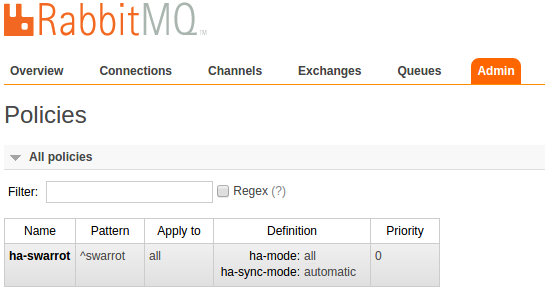 RabbitMQ™
Overview Connections Channels Exchanges Queues Admin
Policies
All policies
Filter: Regex (?)
Name Pattern Apply to Definition Priority
ha-swarrot ^swarrot all ha-mode: all 0
ha-sync-mode: automatic